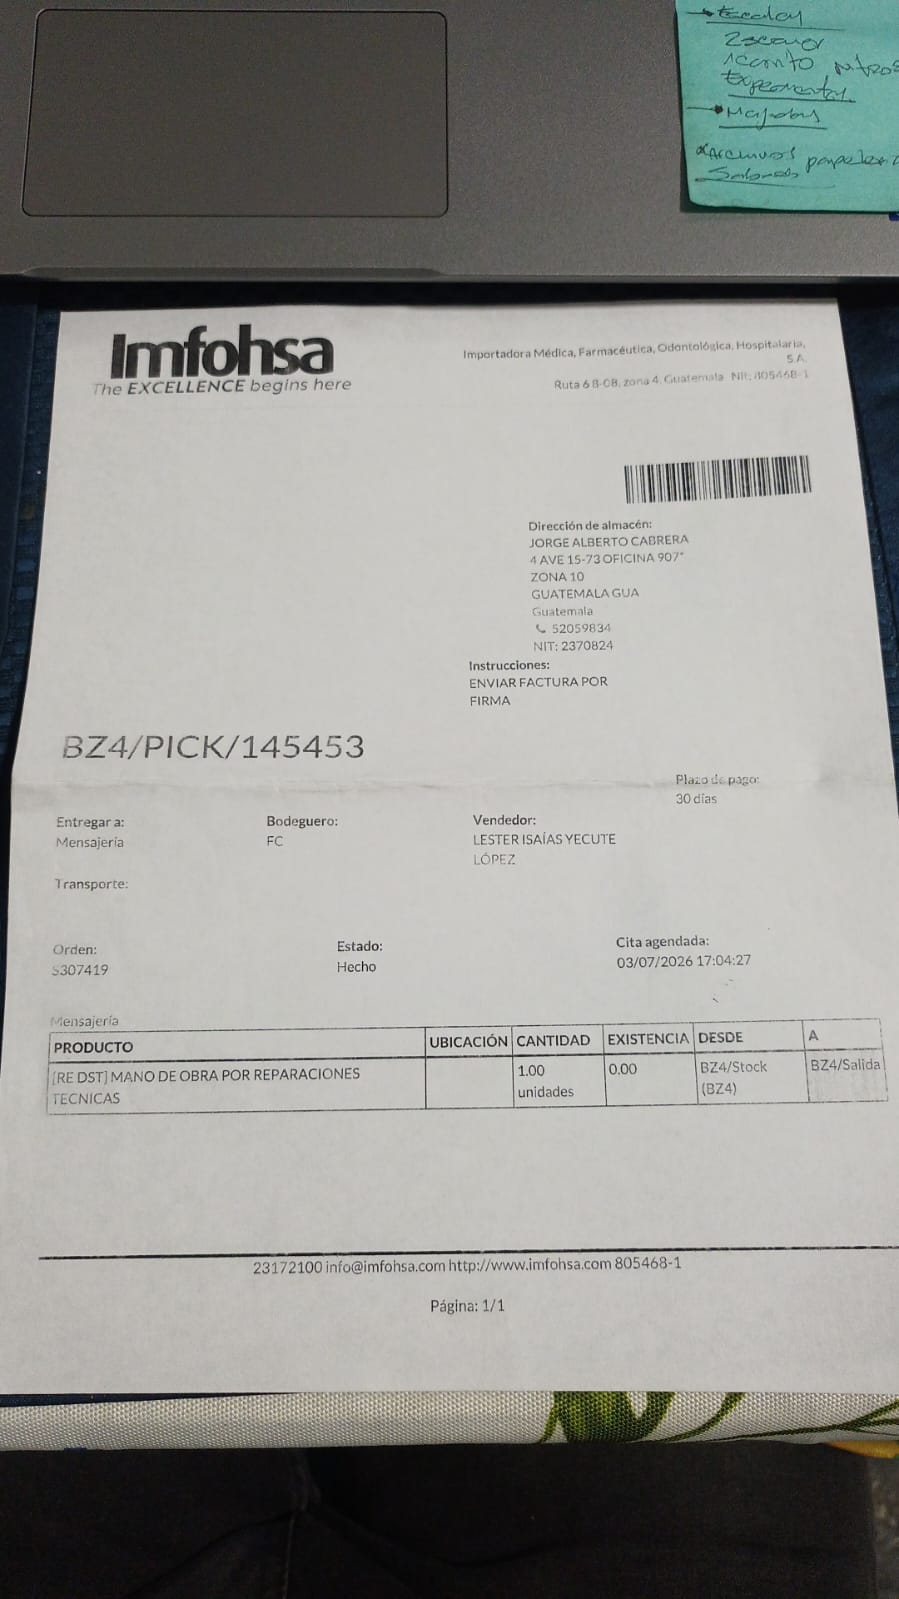 Escaloy
Imfohsa
The EXCELLENCE begins here
Importadora Médica, Farmacéutica, Odontológica, Hospitalaria,
S.A.
Ruta 6 8-08, zona 4, Guatemala NIt: 805468-1
Dirección de almacén:
JORGE ALBERTO CABRERA
4 AVE 15-73 OFICINA 907"
ZONA 10
GUATEMALA GUA
Guatemala
52059834
NIT: 2370824
Instrucciones:
ENVIAR FACTURA POR
FIRMA
BZ4/PICK/145453
Plazo de pago:
30 días
Entregar a: Bodeguero: Vendedor:
Mensajería FC LESTER ISAÍAS YECUTE
LÓPEZ
Transporte:
Orden: Estado: Cita agendada:
S307419 Hecho 03/07/2026 17:04:27
Mensajería
PRODUCTO UBICACIÓN CANTIDAD EXISTENCIA DESDE A
[RE DST] MANO DE OBRA POR REPARACIONES 1.00 0.00 BZ4/Stock BZ4/Salida
TECNICAS unidades (BZ4)
23172100 info@imfohsa.com http://www.imfohsa.com 805468-1
Página: 1/1